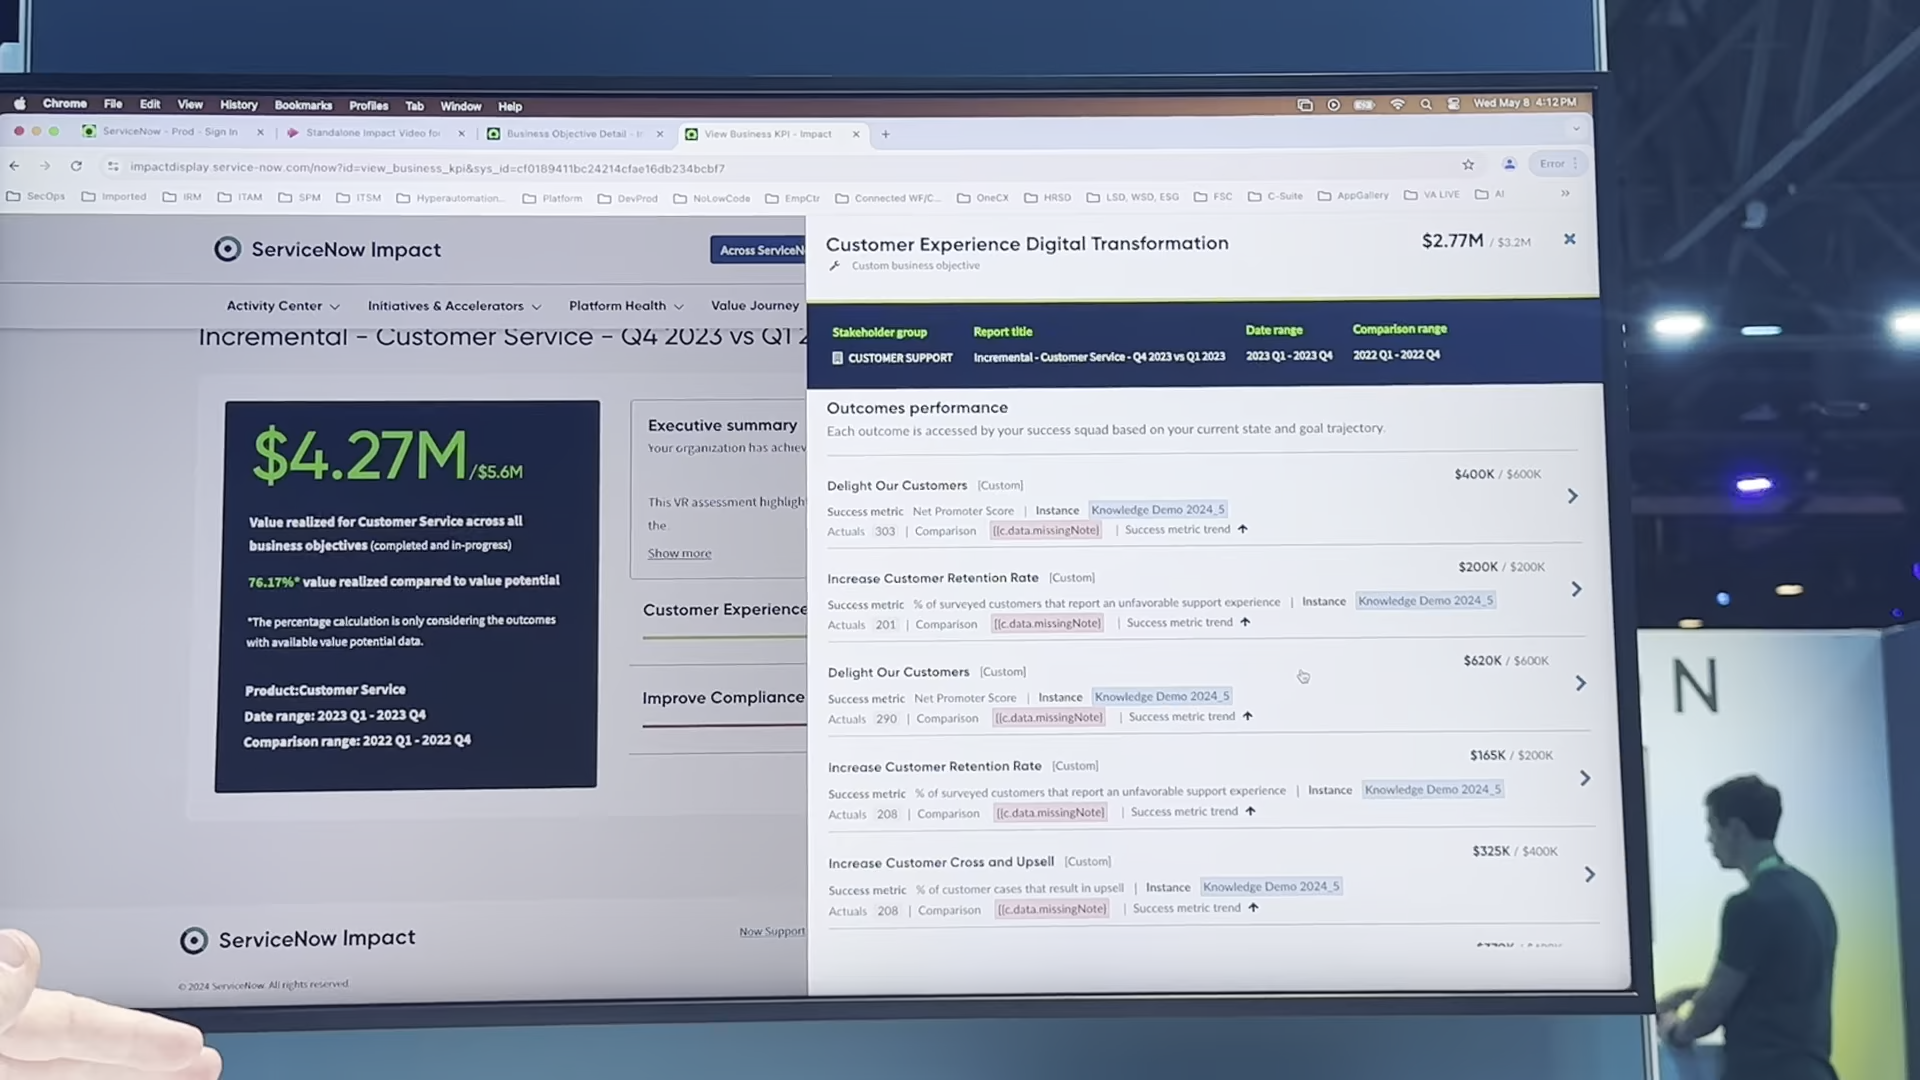 Chrome File Edit View History Bookmarks Profiles Tab Window Help
Wed May 8 4:12 PM
ServiceNow - Prod - Sign In
Standalone Impact Video for
Business Objective Detail - I
View Business KPI - Impact
impactdisplay.service-now.com/now?id=view_business_kpi&sys_id=cf0189411bc24214cfae16db234bcbf7
Error
SecOps Imported IRM ITAM SPM ITSM Hyperautomation... Platform DevProd NoLowCode EmpCtr Connected WF/C... OneCX HRSD LSD, WSD, ESG FSC C-Suite AppGallery VA LIVE AI
ServiceNow Impact
Across ServiceN
Activity Center Initiatives & Accelerators Platform Health Value Journey
Incremental - Customer Service - Q4 2023 vs Q1 2
$4.27M/$5.6M
Value realized for Customer Service across all
business objectives (completed and in-progress)
76.17%* value realized compared to value potential
*The percentage calculation is only considering the outcomes
with available value potential data.
Product:Customer Service
Date range: 2023 Q1 - 2023 Q4
Comparison range: 2022 Q1 - 2022 Q4
Executive summary
Your organization has achiev
This VR assessment highligh
the
Show more
Customer Experience
Improve Compliance
ServiceNow Impact
Now Support
© 2024 ServiceNow. All rights reserved.
Customer Experience Digital Transformation
$2.77M / $3.2M
Custom business objective
Stakeholder group Report title Date range Comparison range
CUSTOMER SUPPORT Incremental - Customer Service - Q4 2023 vs Q1 2023 2023 Q1 - 2023 Q4 2022 Q1 - 2022 Q4
Outcomes performance
Each outcome is accessed by your success squad based on your current state and goal trajectory.
Delight Our Customers [Custom] $400K / $600K
Success metric Net Promoter Score | Instance Knowledge Demo 2024_5
Actuals 303 | Comparison {{c.data.missingNote} | Success metric trend
Increase Customer Retention Rate [Custom] $200K / $200K
Success metric % of surveyed customers that report an unfavorable support experience | Instance Knowledge Demo 2024_5
Actuals 201 | Comparison {{c.data.missingNote} | Success metric trend
Delight Our Customers [Custom] $620K / $600K
Success metric Net Promoter Score | Instance Knowledge Demo 2024_5
Actuals 290 | Comparison {{c.data.missingNote} | Success metric trend
Increase Customer Retention Rate [Custom] $165K / $200K
Success metric % of surveyed customers that report an unfavorable support experience | Instance Knowledge Demo 2024_5
Actuals 208 | Comparison {{c.data.missingNote} | Success metric trend
Increase Customer Cross and Upsell [Custom] $325K / $400K
Success metric % of customer cases that result in upsell | Instance Knowledge Demo 2024_5
Actuals 208 | Comparison {{c.data.missingNote} | Success metric trend
N